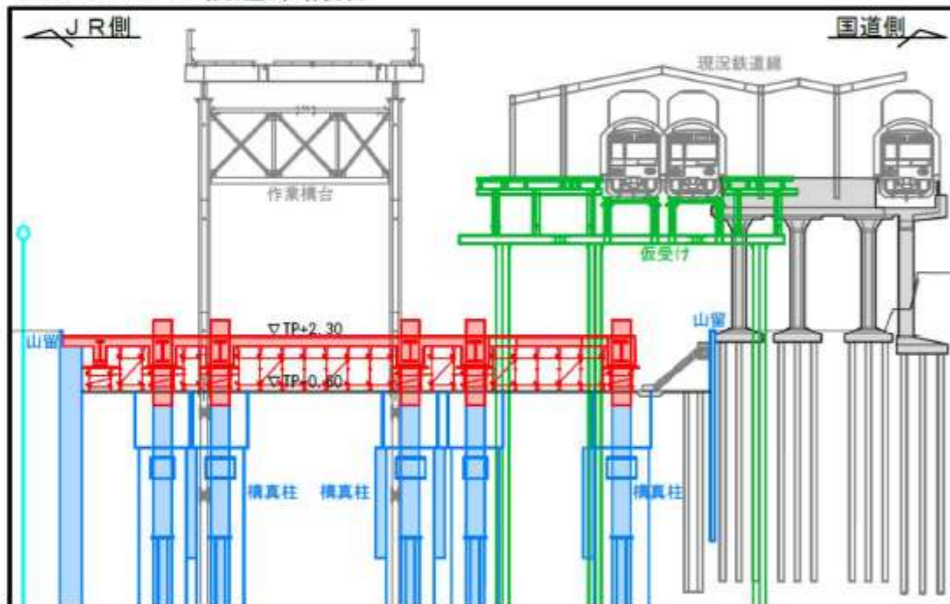 JR側
国道側
現況鉄道線
作業構台
仮受け
山留
▽TP+2.30
山留
▽TP-0.60
構真柱
構真柱
構真柱